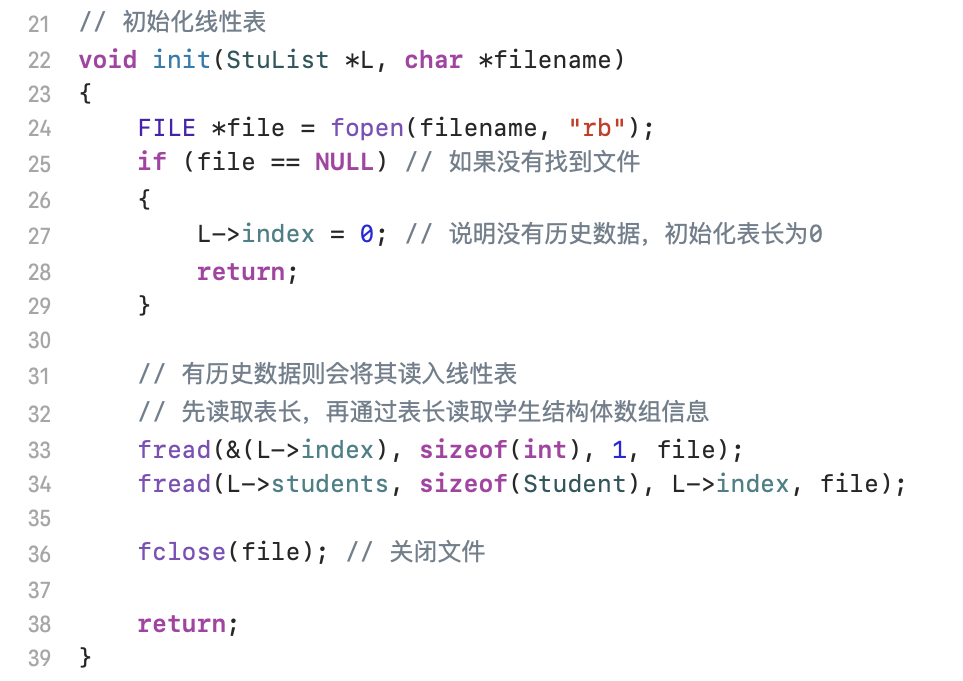 21 // 初始化线性表
22 void init(StuList *L, char *filename)
23 {
24     FILE *file = fopen(filename, "rb");
25     if (file == NULL) // 如果没有找到文件
26     {
27         L->index = 0; // 说明没有历史数据，初始化表长为0
28         return;
29     }
30
31     // 有历史数据则会将其读入线性表
32     // 先读取表长，再通过表长读取学生结构体数组信息
33     fread(&(L->index), sizeof(int), 1, file);
34     fread(L->students, sizeof(Student), L->index, file);
35
36     fclose(file); // 关闭文件
37
38     return;
39 }